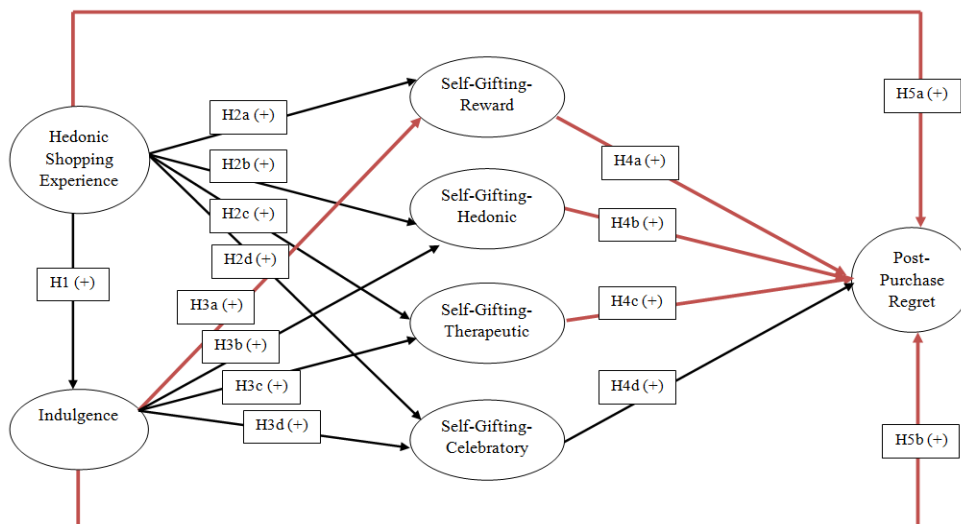 Self-Gifting-
Reward
H5a (+)
H2a (+)
Hedonic
Shopping
Experience
H4a (+)
H2b (+)
Self-Gifting-
Hedonic
H2c (+)
H4b (+)
H2d (+)
Post-
Purchase
Regret
H1 (+)
H3a (+)
H4c (+)
Self-Gifting-
Therapeutic
H3b (+)
H3c (+)
H4d (+)
Indulgence
H3d (+)
Self-Gifting-
Celebratory
H5b (+)